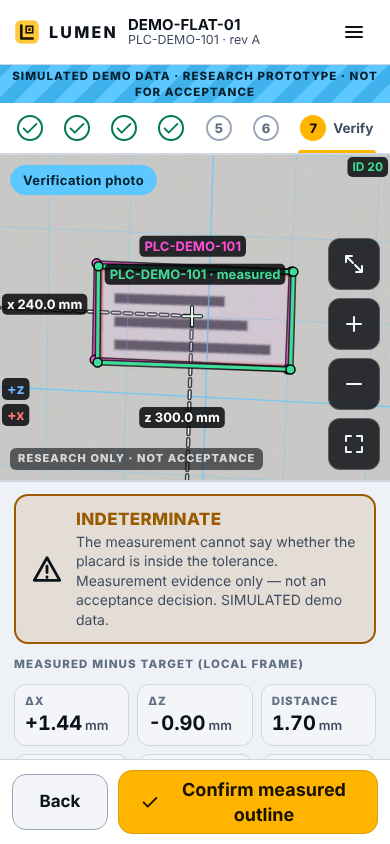 LUMEN
DEMO-FLAT-01
PLC-DEMO-101 · rev A
SIMULATED DEMO DATA · RESEARCH PROTOTYPE · NOT
FOR ACCEPTANCE
5
6
7
Verify
Verification photo
ID 20
PLC-DEMO-101
PLC-DEMO-101 · measured
x 240.0 mm
+Z
+X
z 300.0 mm
RESEARCH ONLY · NOT ACCEPTANCE
INDETERMINATE
The measurement cannot say whether the
placard is inside the tolerance.
Measurement evidence only — not an
acceptance decision. SIMULATED demo
data.
MEASURED MINUS TARGET (LOCAL FRAME)
ΔX
+1.44 mm
ΔZ
-0.90 mm
DISTANCE
1.70 mm
Back
Confirm measured
outline